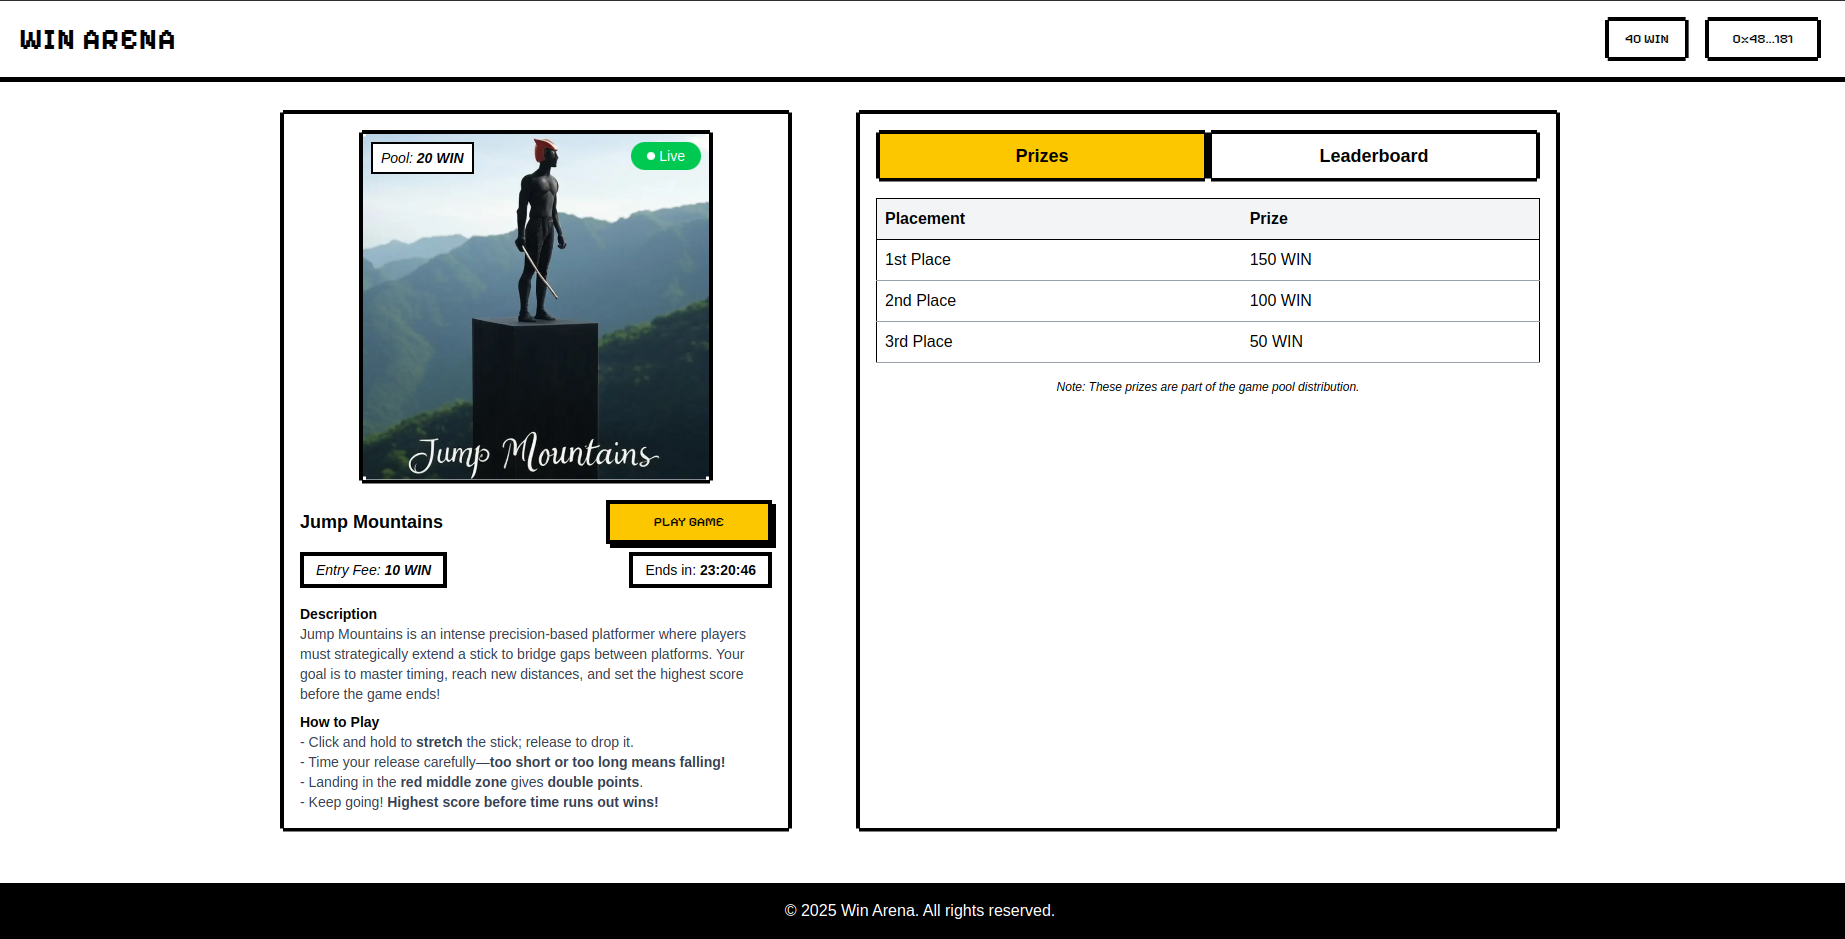 WIN ARENA
40 WIN
0x48...181
Pool: 20 WIN
Live
Jump Mountains
Jump Mountains
PLAY GAME
Entry Fee: 10 WIN
Ends in: 23:20:46
Description
Jump Mountains is an intense precision-based platformer where players
must strategically extend a stick to bridge gaps between platforms. Your
goal is to master timing, reach new distances, and set the highest score
before the game ends!
How to Play
- Click and hold to stretch the stick; release to drop it.
- Time your release carefully—too short or too long means falling!
- Landing in the red middle zone gives double points.
- Keep going! Highest score before time runs out wins!
Prizes
Leaderboard
Placement Prize
1st Place 150 WIN
2nd Place 100 WIN
3rd Place 50 WIN
Note: These prizes are part of the game pool distribution.
© 2025 Win Arena. All rights reserved.